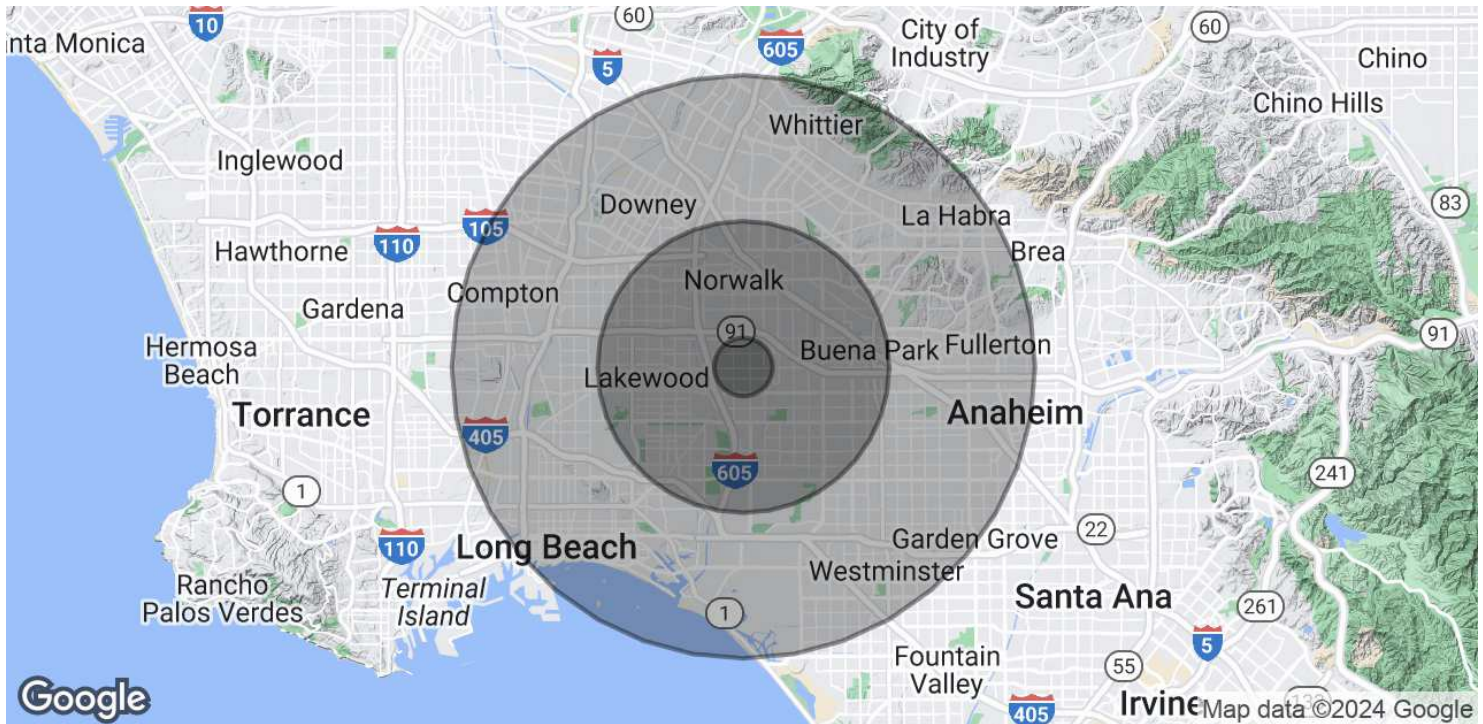 10
60
605
5
City of
Industry
60
Chino
nta Monica
Chino Hills
Whittier
Inglewood
Downey
La Habra
83
105
110
Hawthorne
Brea
Norwalk
Compton
Gardena
91
91
Hermosa
Beach
Buena Park
Fullerton
Lakewood
Torrance
Anaheim
405
605
241
1
22
110
Long Beach
Garden Grove
Westminster
Rancho
Palos Verdes
Terminal
Island
Santa Ana
261
1
5
Fountain
Valley
55
Google
405
Irvine
Map data ©2024 Google